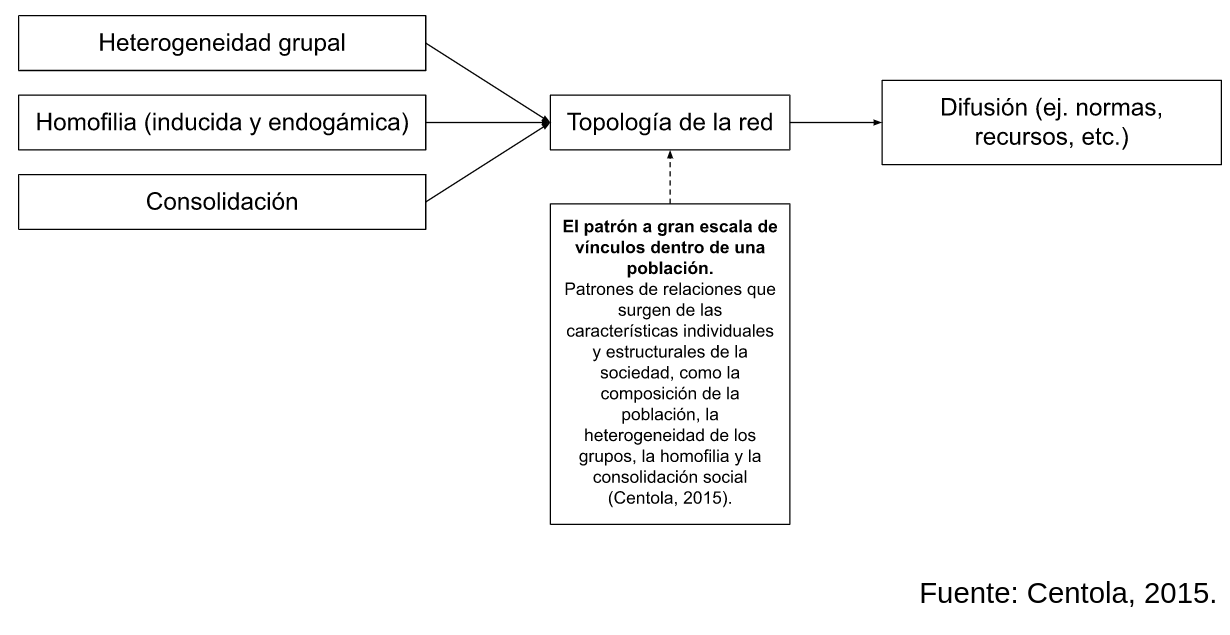 Heterogeneidad grupal
Homofilia (inducida y endogámica)
Consolidación
Topología de la red
Difusión (ej. normas,
recursos, etc.)
El patrón a gran escala de
vínculos dentro de una
población.
Patrones de relaciones que
surgen de las
características individuales
y estructurales de la
sociedad, como la
composición de la
población, la
heterogeneidad de los
grupos, la homofilia y la
consolidación social
(Centola, 2015).
Fuente: Centola, 2015.